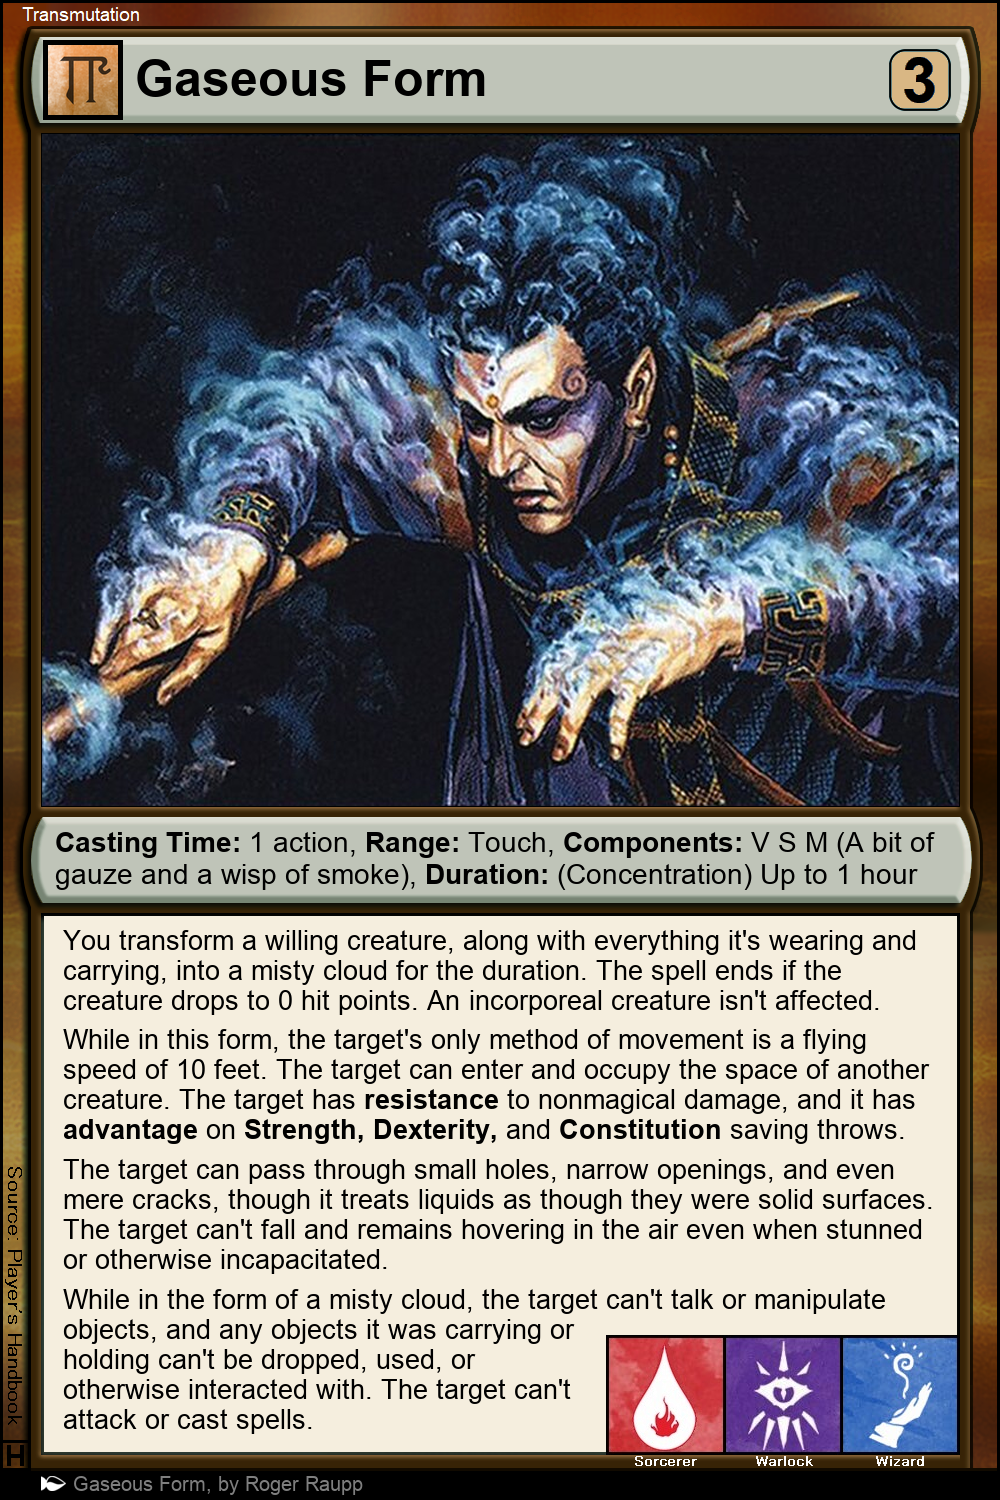 Transmutation
Gaseous Form
3
Casting Time: 1 action, Range: Touch, Components: V S M (A bit of
gauze and a wisp of smoke), Duration: (Concentration) Up to 1 hour
You transform a willing creature, along with everything it's wearing and
carrying, into a misty cloud for the duration. The spell ends if the
creature drops to 0 hit points. An incorporeal creature isn't affected.
While in this form, the target's only method of movement is a flying
speed of 10 feet. The target can enter and occupy the space of another
creature. The target has resistance to nonmagical damage, and it has
advantage on Strength, Dexterity, and Constitution saving throws.
The target can pass through small holes, narrow openings, and even
mere cracks, though it treats liquids as though they were solid surfaces.
The target can't fall and remains hovering in the air even when stunned
or otherwise incapacitated.
While in the form of a misty cloud, the target can't talk or manipulate
objects, and any objects it was carrying or
holding can't be dropped, used, or
otherwise interacted with. The target can't
attack or cast spells.
Sorcerer
Warlock
Wizard
Source: Player's Handbook
H
Gaseous Form, by Roger Raupp